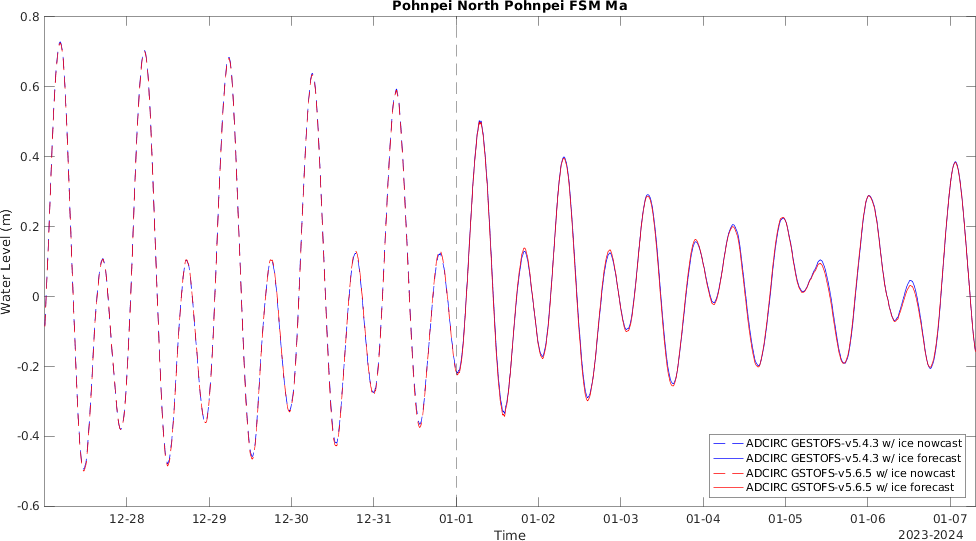 Pohnpei North Pohnpei FSM Ma
Water Level (m)
0.8
0.6
0.4
0.2
0
-0.2
-0.4
-0.6
12-28
12-29
12-30
12-31
01-01
01-02
01-03
01-04
01-05
01-06
01-07
Time
2023-2024
ADCIRC GESTOFS-v5.4.3 w/ ice nowcast
ADCIRC GESTOFS-v5.4.3 w/ ice forecast
ADCIRC GSTOFS-v5.6.5 w/ ice nowcast
ADCIRC GSTOFS-v5.6.5 w/ ice forecast